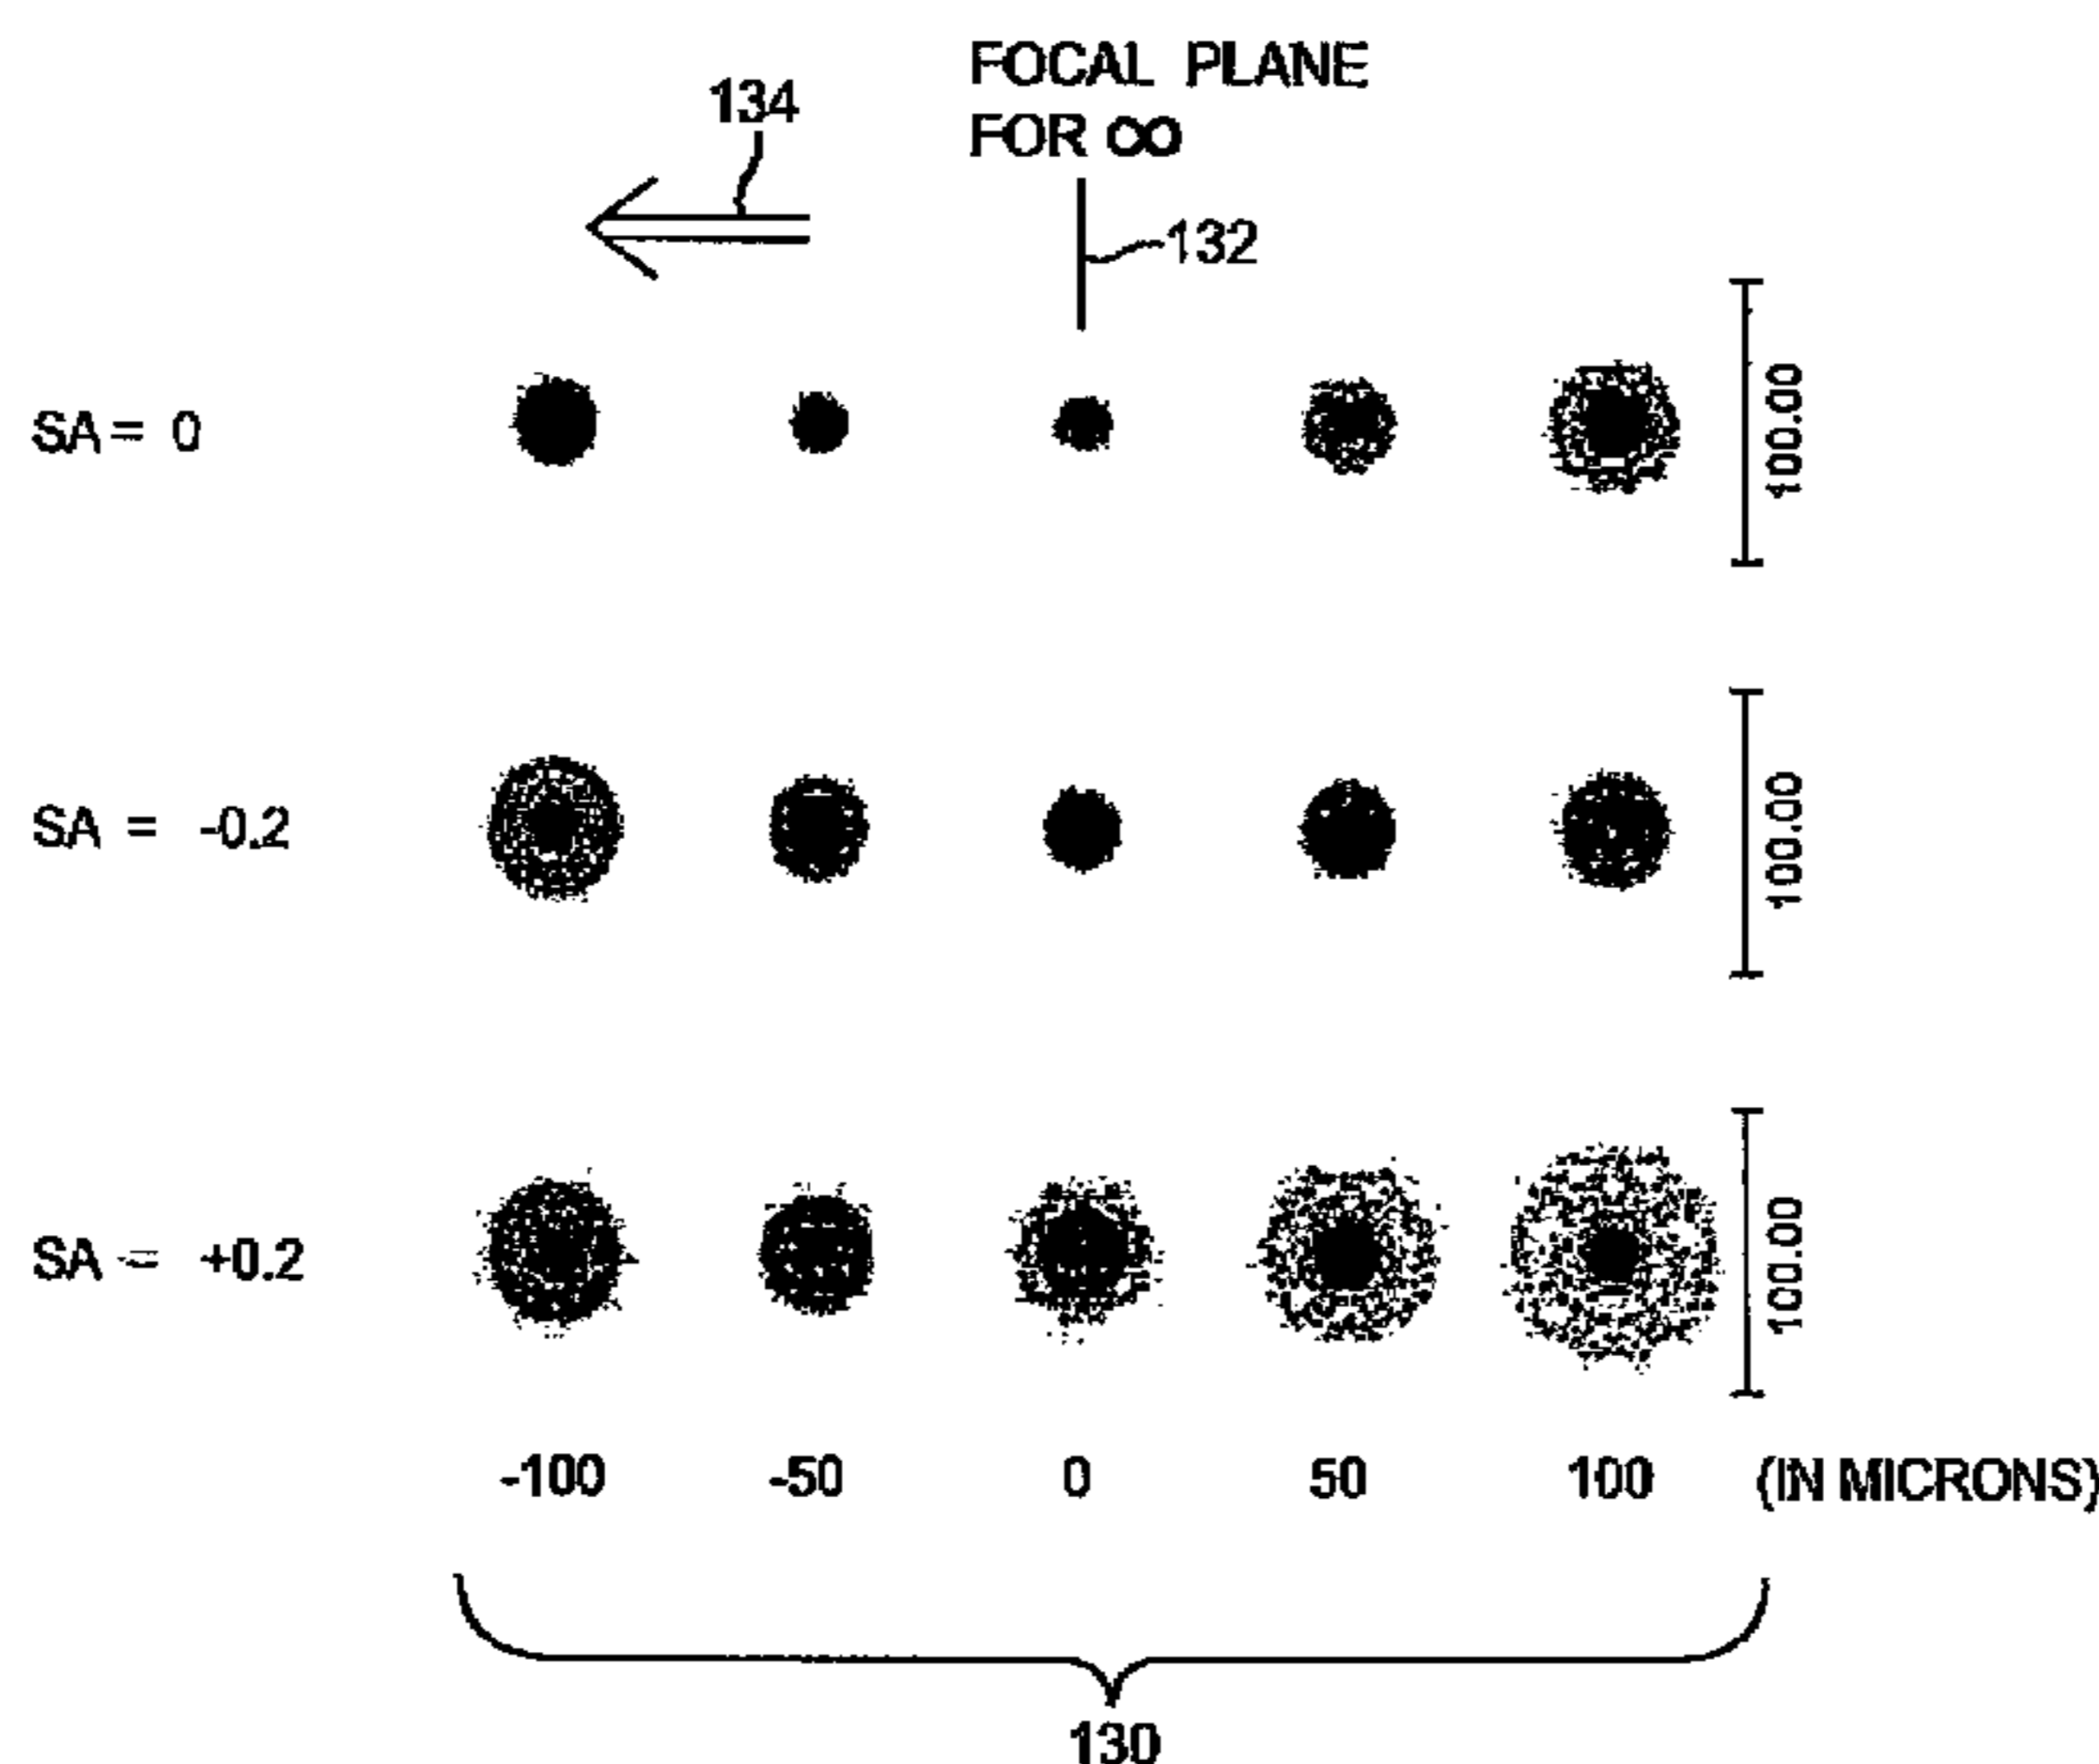 FOCAL PLANE
FOR ∞
134
132
SA = 0
100.00
SA = -0.2
100.00
SA = +0.2
100.00
-100 -50 0 50 100 (IN MICRONS)
130